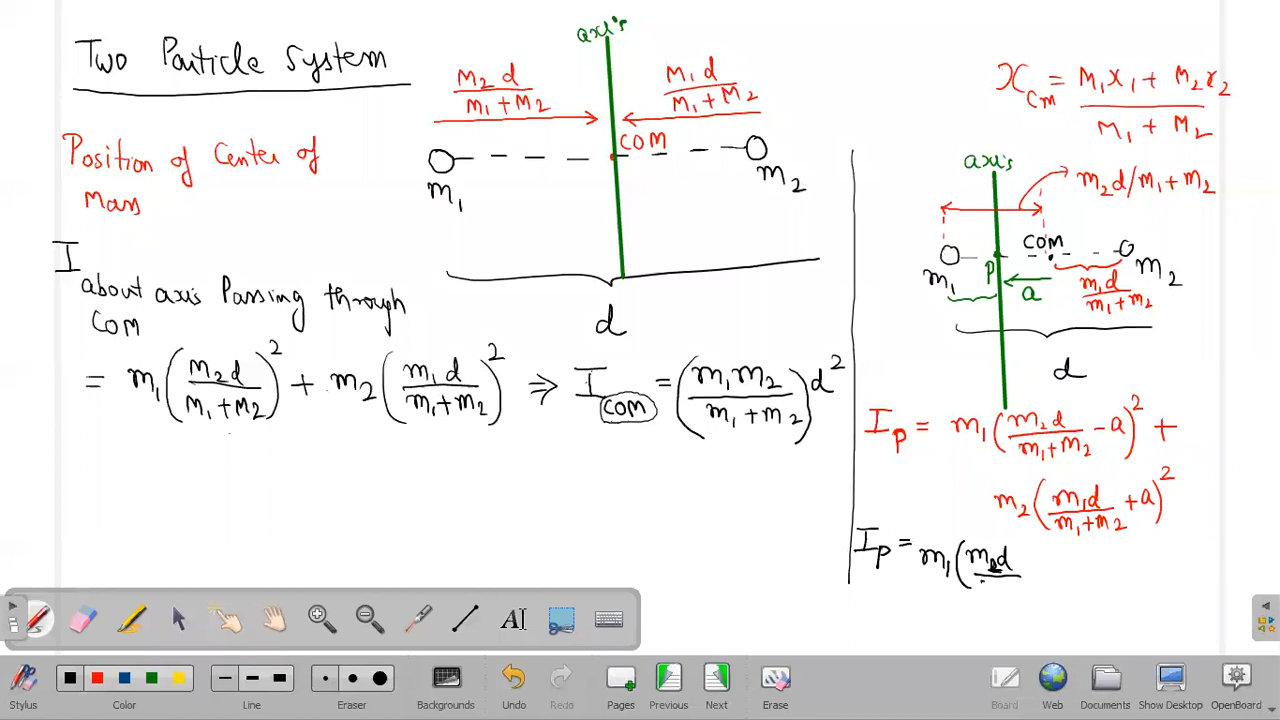 Two Particle System
axis
m₂d/(m₁+m₂)
m₁d/(m₁+m₂)
COM
m₁
m₂
d
Position of Center of
Mass
I
about axis Passing through
COM
= m₁(m₂d/(m₁+m₂))² + m₂(m₁d/(m₁+m₂))² ⇒ I_COM = (m₁m₂/(m₁+m₂))d²
x_cm = (m₁x₁ + m₂x₂)/(m₁ + m₂)
axis
m₂d/m₁+m₂
COM
P
m₁
a
m₁d/(m₁+m₂)
m₂
d
I_P = m₁(m₂d/(m₁+m₂) - a)² +
m₂(m₁d/(m₁+m₂) + a)²
I_P = m₁(m₂d
Stylus
Color
Line
Eraser
Backgrounds
Undo
Redo
Pages
Previous
Next
Erase
Board
Web
Documents
Show Desktop
OpenBoard